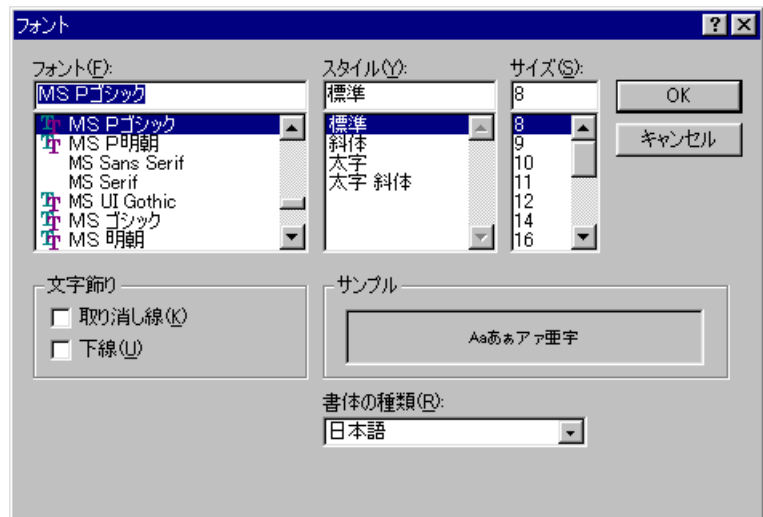 フォント
フォント(F):
MS Pゴシック
MS Pゴシック
MS P明朝
MS Sans Serif
MS Serif
MS UI Gothic
MS ゴシック
MS 明朝
スタイル(Y):
標準
標準
斜体
太字
太字 斜体
サイズ(S):
8
8
9
10
11
12
14
16
OK
キャンセル
文字飾り
取り消し線(K)
下線(U)
サンプル
Aaあぁアァ亜宇
書体の種類(R):
日本語